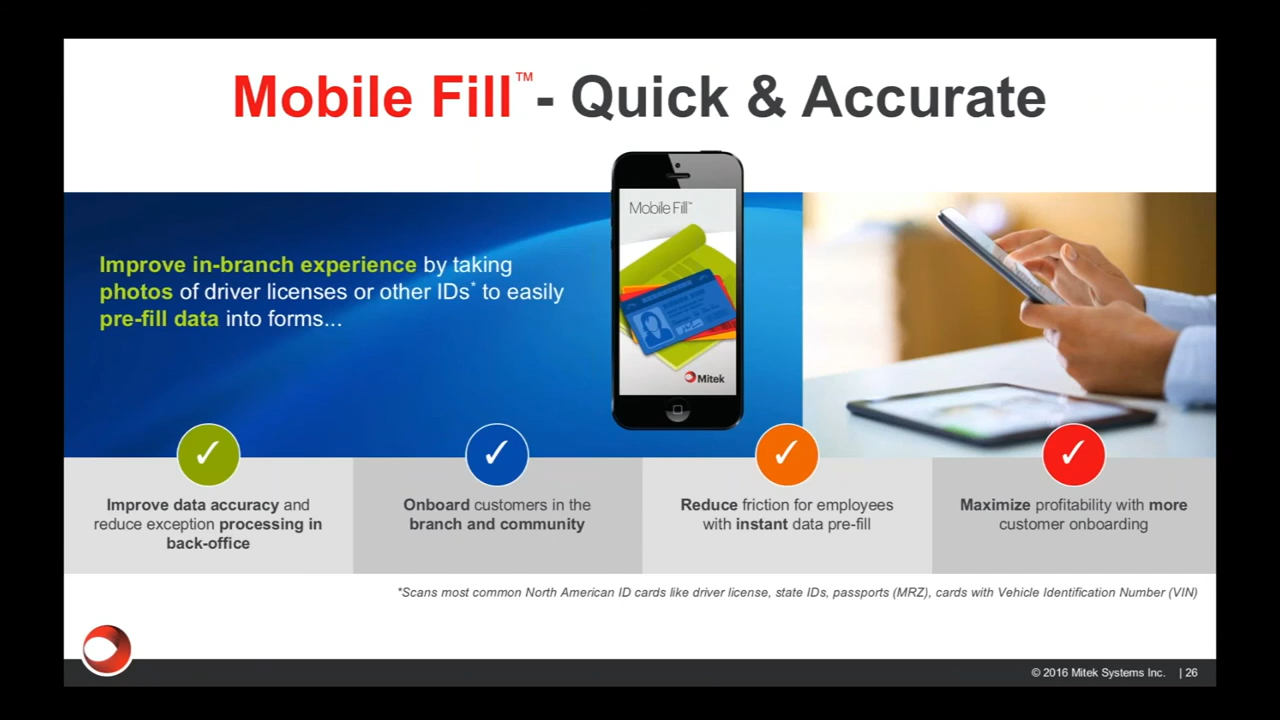 Mobile Fill™- Quick & Accurate
Mobile Fill™
Improve in-branch experience by taking
photos of driver licenses or other IDs* to easily
pre-fill data into forms...
Mitek
✓
✓
✓
✓
Improve data accuracy and
reduce exception processing in
back-office
Onboard customers in the
branch and community
Reduce friction for employees
with instant data pre-fill
Maximize profitability with more
customer onboarding
*Scans most common North American ID cards like driver license, state IDs, passports (MRZ), cards with Vehicle Identification Number (VIN)
© 2016 Mitek Systems Inc. | 26